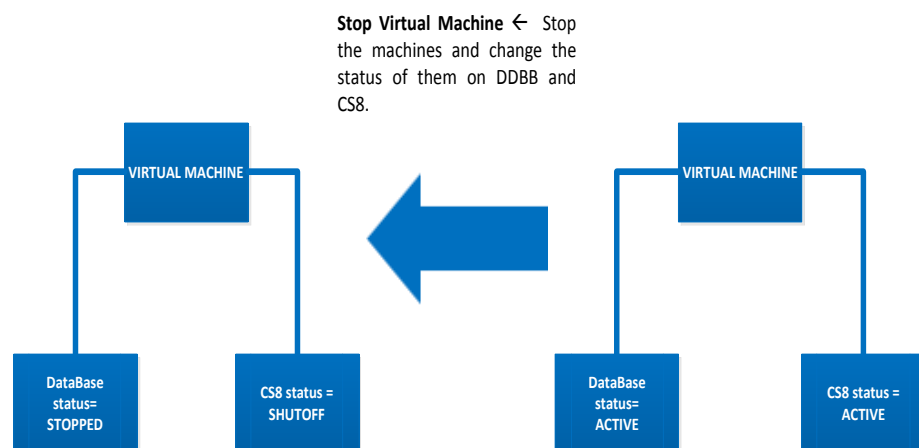 Stop Virtual Machine ← Stop
the machines and change the
status of them on DDBB and
CS8.
VIRTUAL MACHINE
VIRTUAL MACHINE
DataBase
status=
STOPPED
CS8 status =
SHUTOFF
DataBase
status=
ACTIVE
CS8 status =
ACTIVE